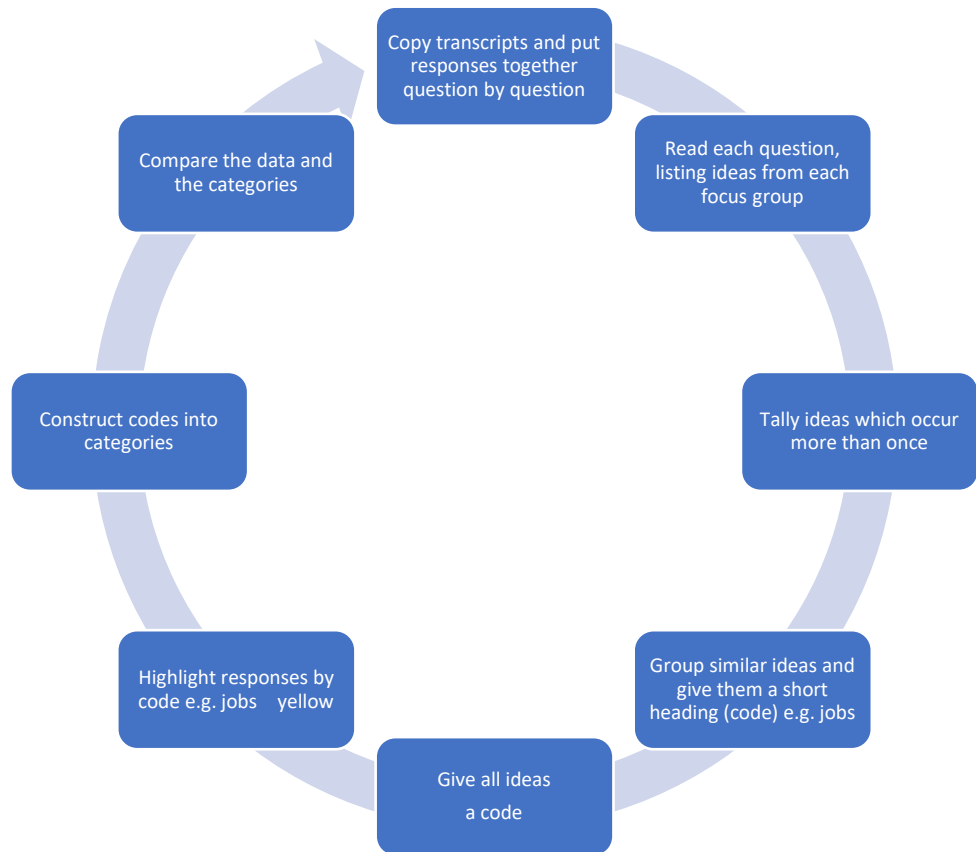 Copy transcripts and put
responses together
question by question
Read each question,
listing ideas from each
focus group
Tally ideas which occur
more than once
Group similar ideas and
give them a short
heading (code) e.g. jobs
Give all ideas
a code
Highlight responses by
code e.g. jobs yellow
Construct codes into
categories
Compare the data and
the categories